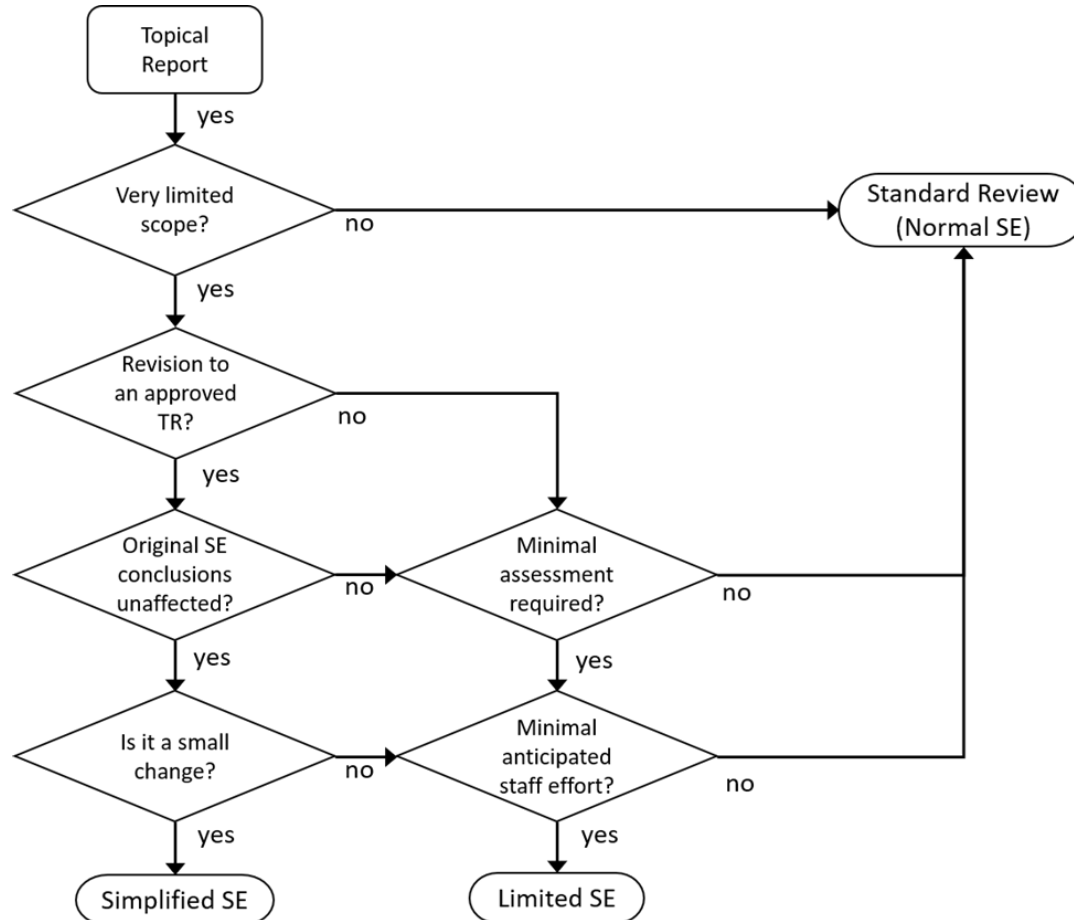 Topical
Report
yes
Very limited
scope?
no
Standard Review
(Normal SE)
yes
Revision to
an approved
TR?
no
yes
Original SE
conclusions
unaffected?
no
Minimal
assessment
required?
no
yes
yes
Is it a small
change?
no
Minimal
anticipated
staff effort?
no
yes
yes
Simplified SE
Limited SE